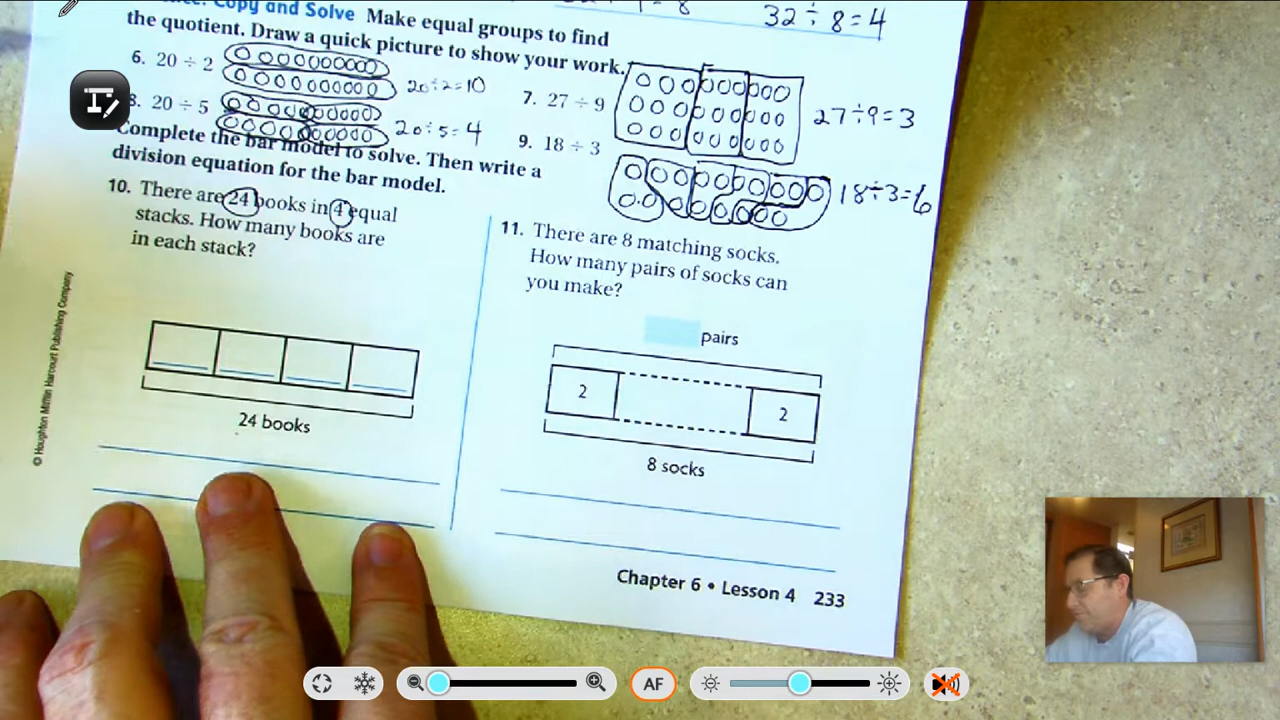 Copy and Solve Make equal groups to find
the quotient. Draw a quick picture to show your work.
32 ÷ 8 = 4
6. 20 ÷ 2
20÷2=10
7. 27 ÷ 9
27÷9=3
8. 20 ÷ 5
20÷5=4
9. 18 ÷ 3
18÷3=6
Complete the bar model to solve. Then write a
division equation for the bar model.
10. There are 24 books in 4 equal
stacks. How many books are
in each stack?
24 books
11. There are 8 matching socks.
How many pairs of socks can
you make?
pairs
2
2
8 socks
© Houghton Mifflin Harcourt Publishing Company
Chapter 6 • Lesson 4 233
AF